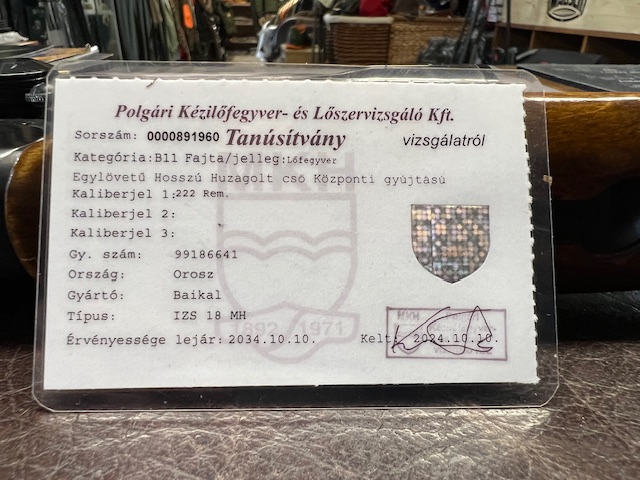 Polgári Kézilőfegyver- és Lőszervizsgáló Kft.
Sorszám: 0000891960 Tanúsítvány vizsgálatról
Kategória:B11 Fajta/jelleg:Lőfegyver
Egylövetű Hosszú Huzagolt cső Központi gyújtású
Kaliberjel 1:222 Rem.
Kaliberjel 2:
Kaliberjel 3:
Gy. szám: 99186641
Ország: Orosz
Gyártó: Baikal
Típus: IZS 18 MH
1892 1971
Érvényessége lejár: 2034.10.10. Kelt: 2024.10.10.